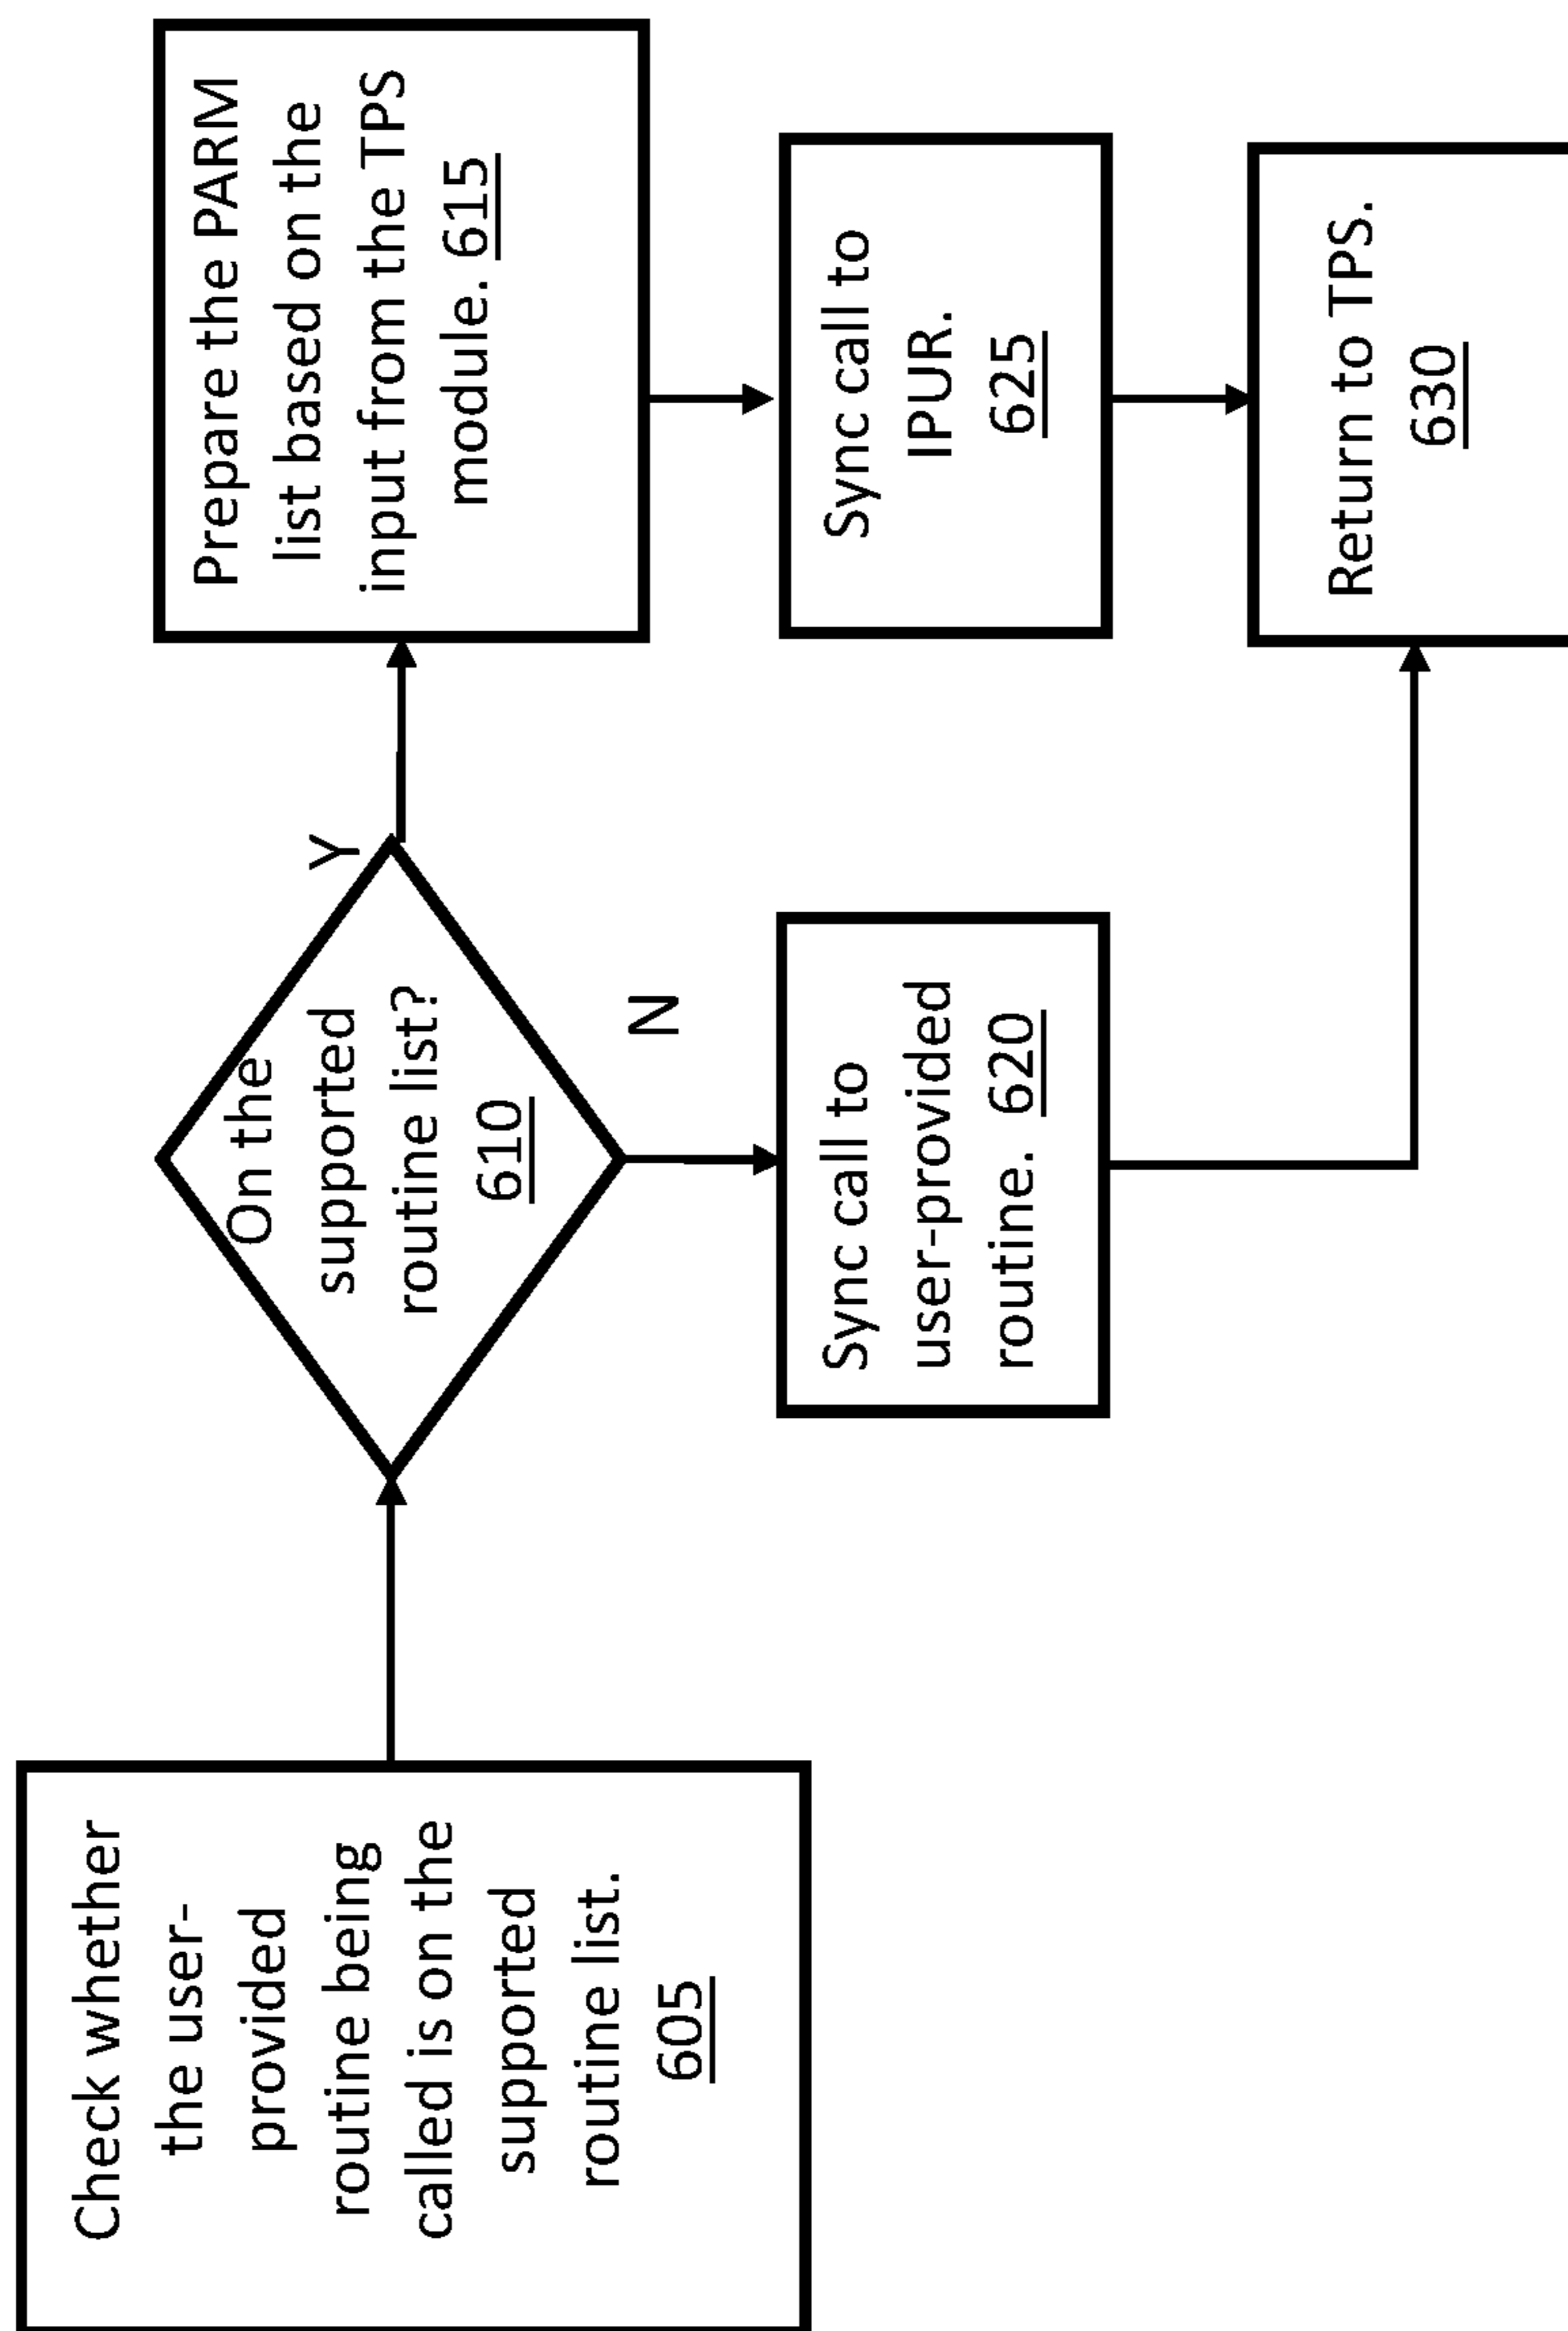 Check whether
the user-
provided
routine being
called is on the
supported
routine list.
605
On the
supported
routine list?
610
Y
N
Prepare the PARM
list based on the
input from the TPS
module. 615
Sync call to
user-provided
routine. 620
Sync call to
IPUR.
625
Return to TPS.
630